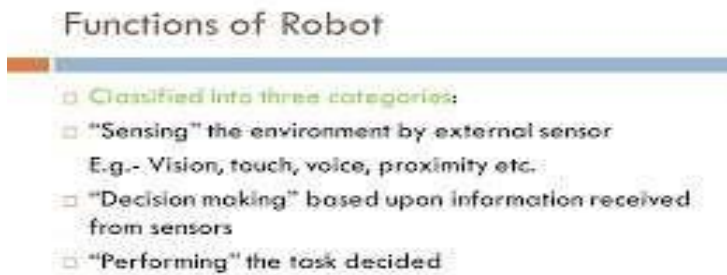 Functions of Robot
Classified into three categories:
"Sensing" the environment by external sensor
E.g.- Vision, touch, voice, proximity etc.
"Decision making" based upon information received
from sensors
"Performing" the task decided